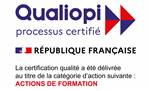 Qualiopi
processus certifié
RÉPUBLIQUE FRANÇAISE
La certification qualité a été délivrée
au titre de la catégorie d'action suivante :
ACTIONS DE FORMATION